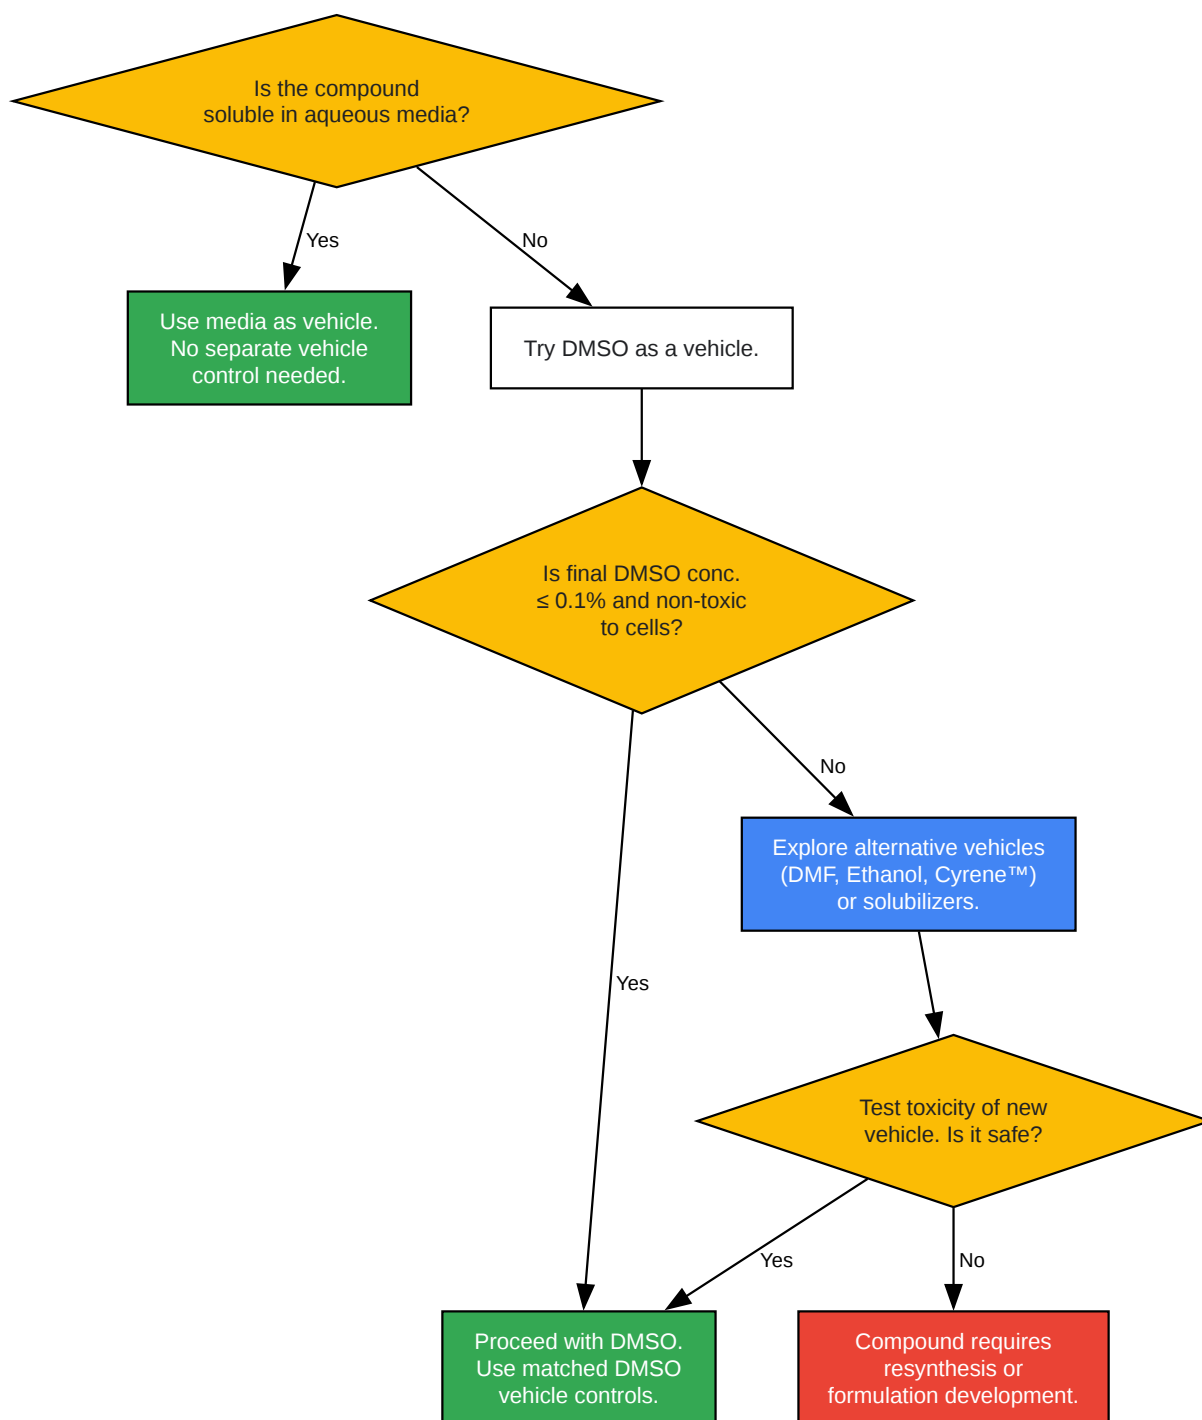 Is the compound
soluble in aqueous media?
Yes
No
Use media as vehicle.
No separate vehicle
control needed.
Try DMSO as a vehicle.
Is final DMSO conc.
≤ 0.1% and non-toxic
to cells?
No
Explore alternative vehicles
(DMF, Ethanol, Cyrene™)
or solubilizers.
Yes
Test toxicity of new
vehicle. Is it safe?
Yes
No
Proceed with DMSO.
Use matched DMSO
vehicle controls.
Compound requires
resynthesis or
formulation development.